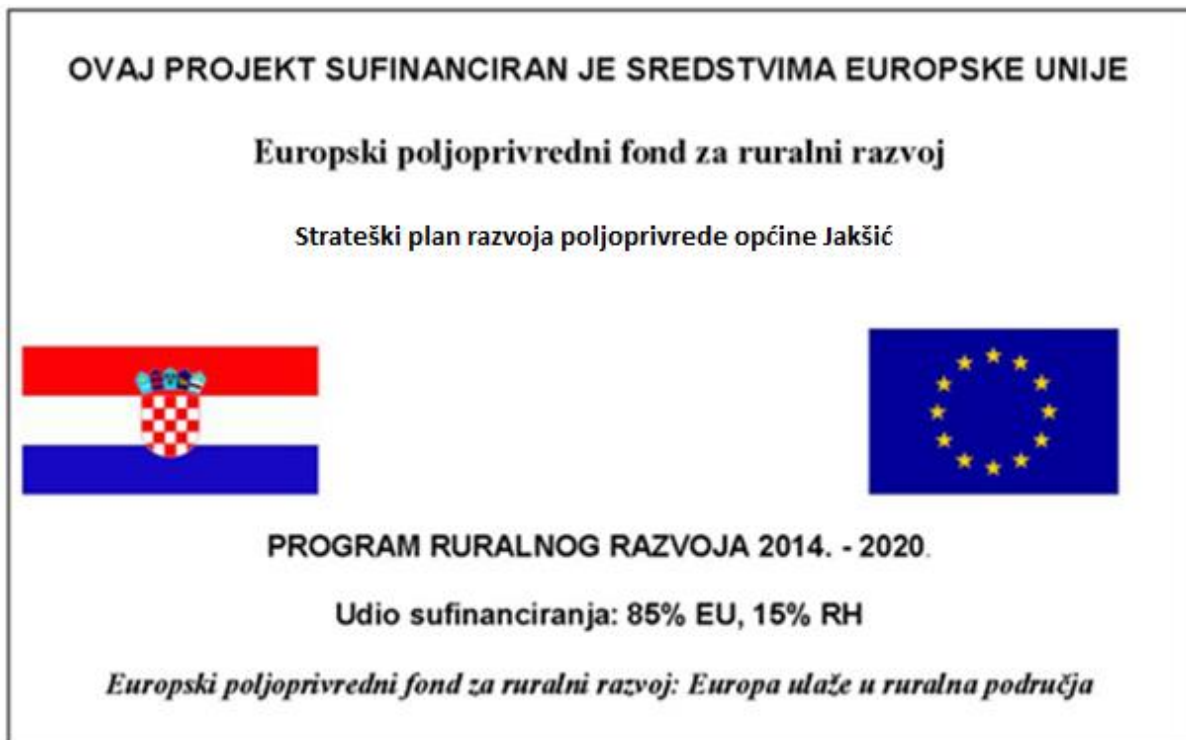 OVAJ PROJEKT SUFINANCIRAN JE SREDSTVIMA EUROPSKE UNIJE
Europski poljoprivredni fond za ruralni razvoj
Strateški plan razvoja poljoprivrede općine Jakšić
PROGRAM RURALNOG RAZVOJA 2014. - 2020.
Udio sufinanciranja: 85% EU, 15% RH
Europski poljoprivredni fond za ruralni razvoj: Europa ulaže u ruralna područja